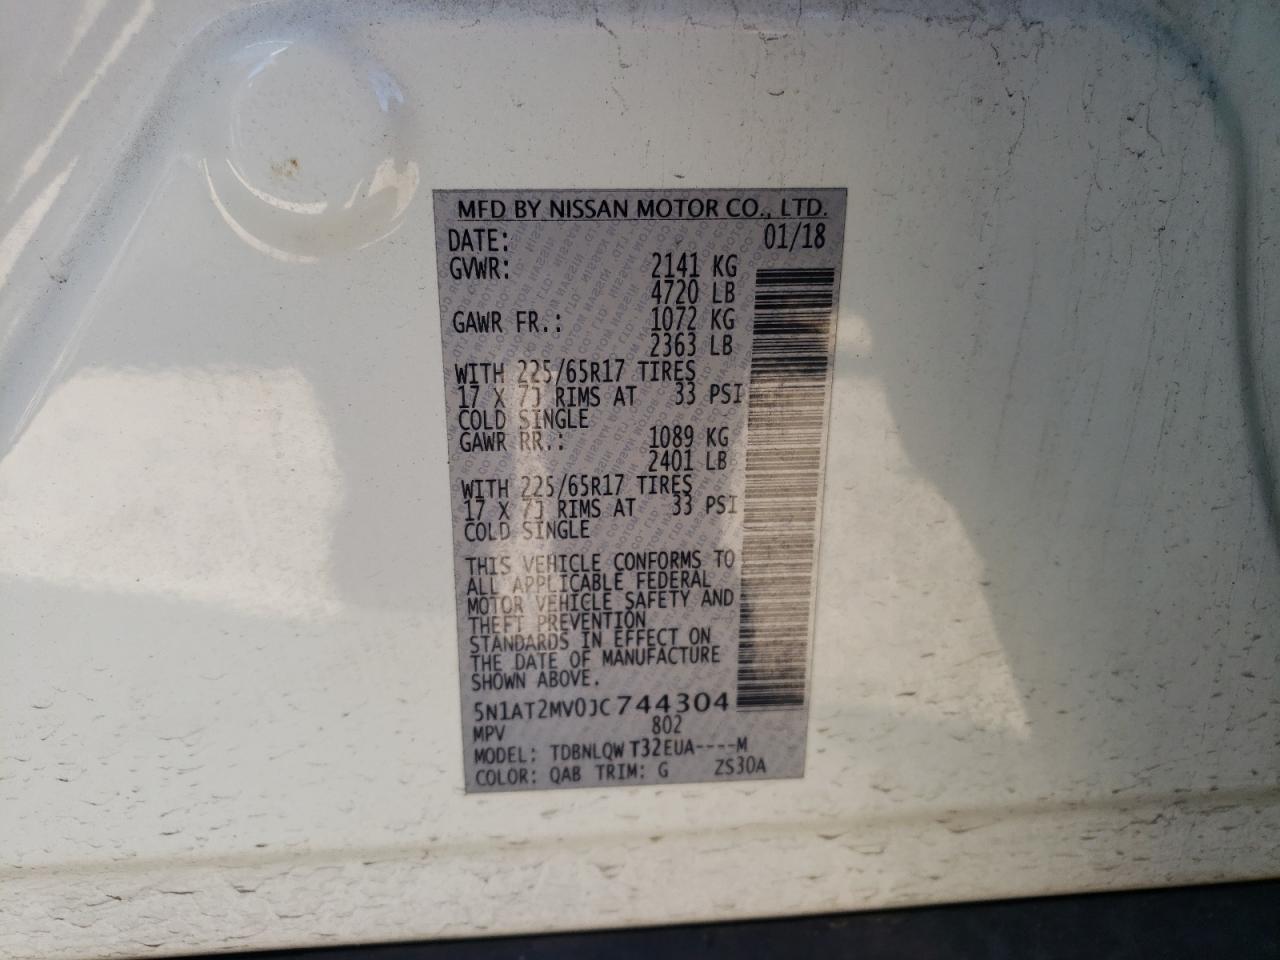 MFD BY NISSAN MOTOR CO., LTD.
DATE: 01/18
GVWR: 2141 KG
4720 LB
GAWR FR.: 1072 KG
2363 LB
WITH 225/65R17 TIRES
17 X 7J RIMS AT 33 PSI
COLD SINGLE
GAWR RR.: 1089 KG
2401 LB
WITH 225/65R17 TIRES
17 X 7J RIMS AT 33 PSI
COLD SINGLE
THIS VEHICLE CONFORMS TO
ALL APPLICABLE FEDERAL
MOTOR VEHICLE SAFETY AND
THEFT PREVENTION
STANDARDS IN EFFECT ON
THE DATE OF MANUFACTURE
SHOWN ABOVE.
5N1AT2MV0JC744304
MPV 802
MODEL: TDBNLQW T32EUA----M
COLOR: QAB TRIM: G ZS30A